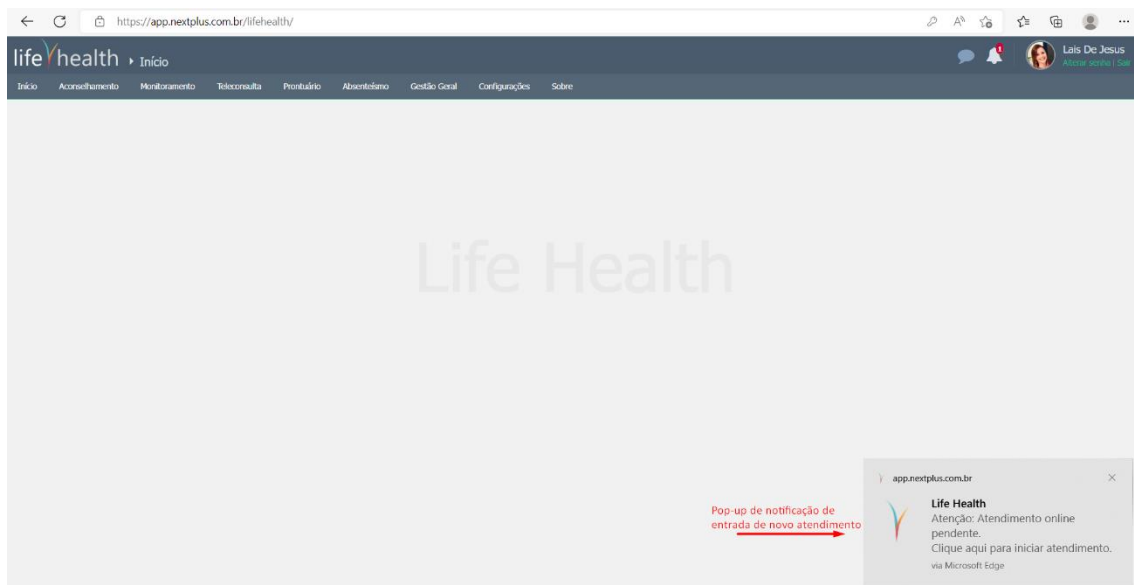 https://app.nextplus.com.br/lifehealth/
life health Início
1
Lais De Jesus
Alterar senha | Sair
Início Aconselhamento Monitoramento Teleconsulta Prontuário Absenteísmo Gestão Geral Configurações Sobre
Life Health
app.nextplus.com.br
Life Health
Pop-up de notificação de
entrada de novo atendimento
Atenção: Atendimento online
pendente.
Clique aqui para iniciar atendimento.
via Microsoft Edge